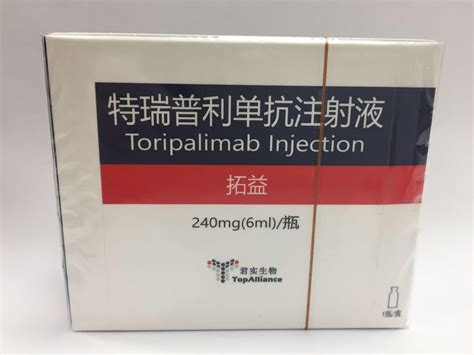 特瑞普利单抗注射液
Toripalimab Injection
拓益
240mg(6ml)/瓶
君实生物
TopAlliance
1瓶/盒